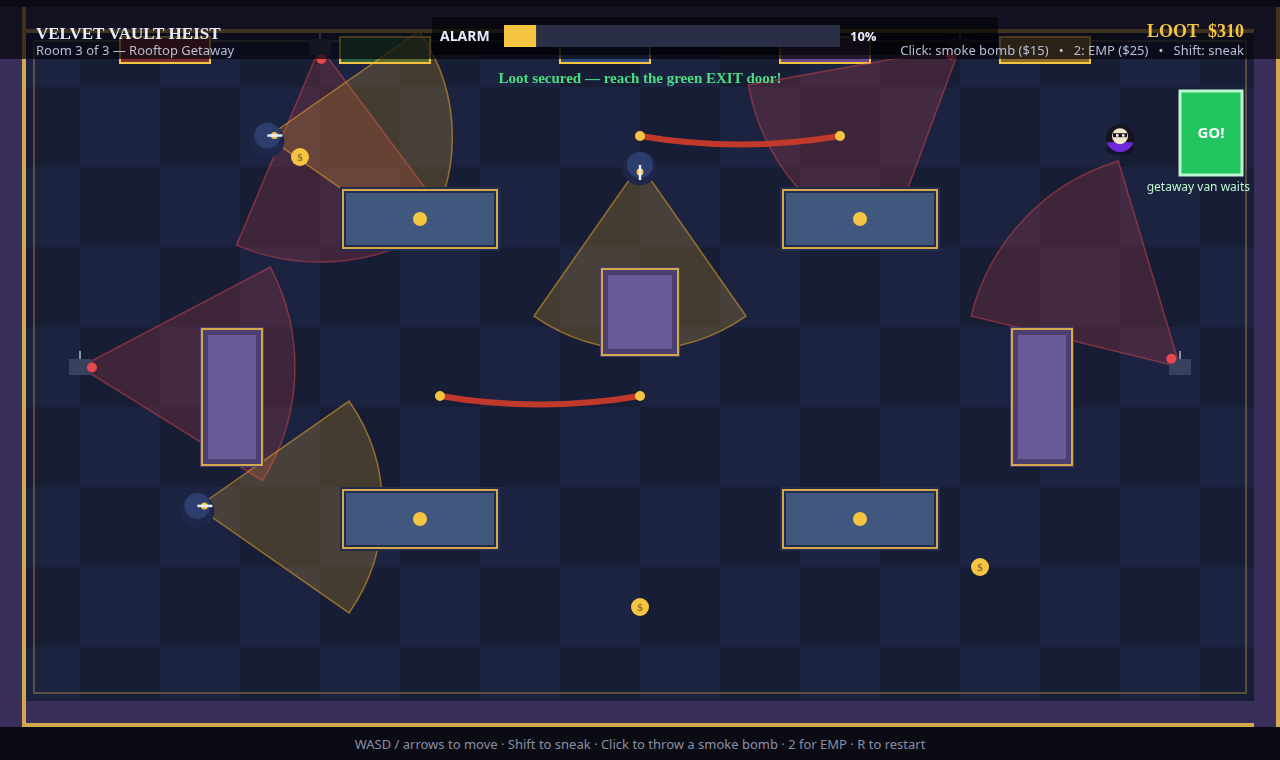 VELVET VAULT HEIST
Room 3 of 3 — Rooftop Getaway
ALARM
10%
LOOT $310
Click: smoke bomb ($15) • 2: EMP ($25) • Shift: sneak
Loot secured — reach the green EXIT door!
GO!
getaway van waits
$
$
$
WASD / arrows to move · Shift to sneak · Click to throw a smoke bomb · 2 for EMP · R to restart